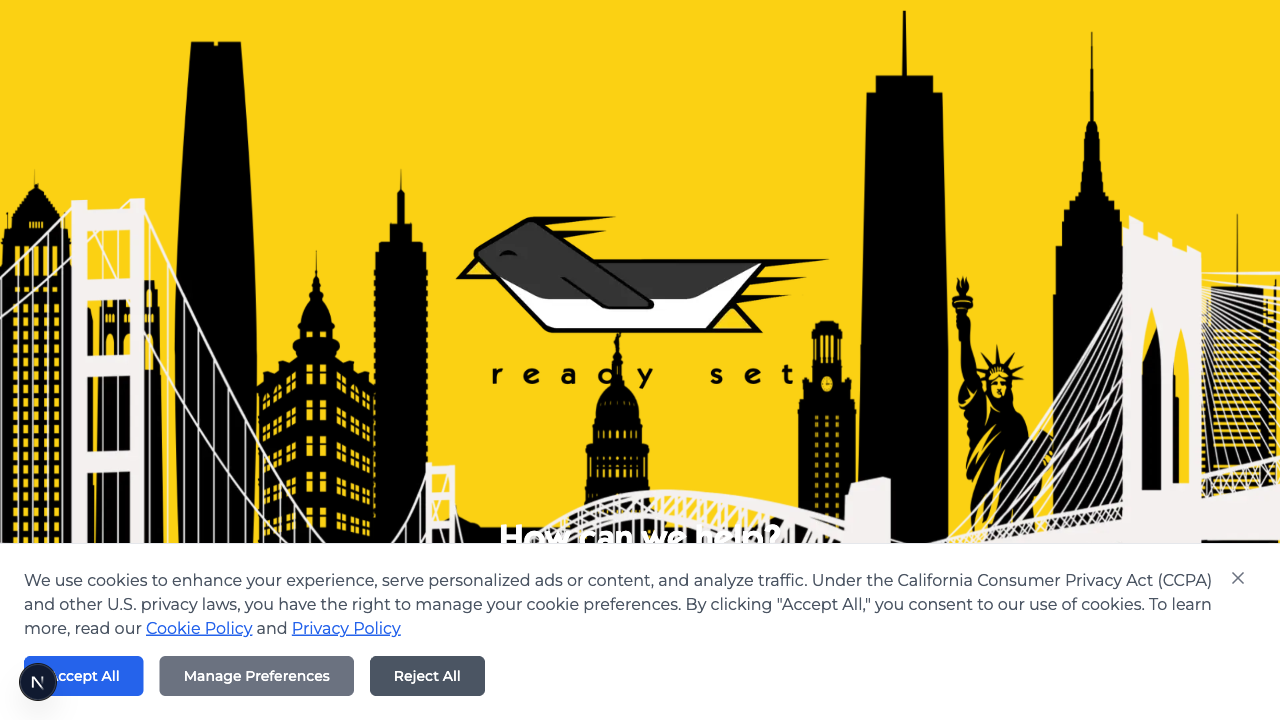 ready set
How can we help?
We use cookies to enhance your experience, serve personalized ads or content, and analyze traffic. Under the California Consumer Privacy Act (CCPA)
and other U.S. privacy laws, you have the right to manage your cookie preferences. By clicking "Accept All," you consent to our use of cookies. To learn
more, read our Cookie Policy and Privacy Policy
Accept All
Manage Preferences
Reject All
N